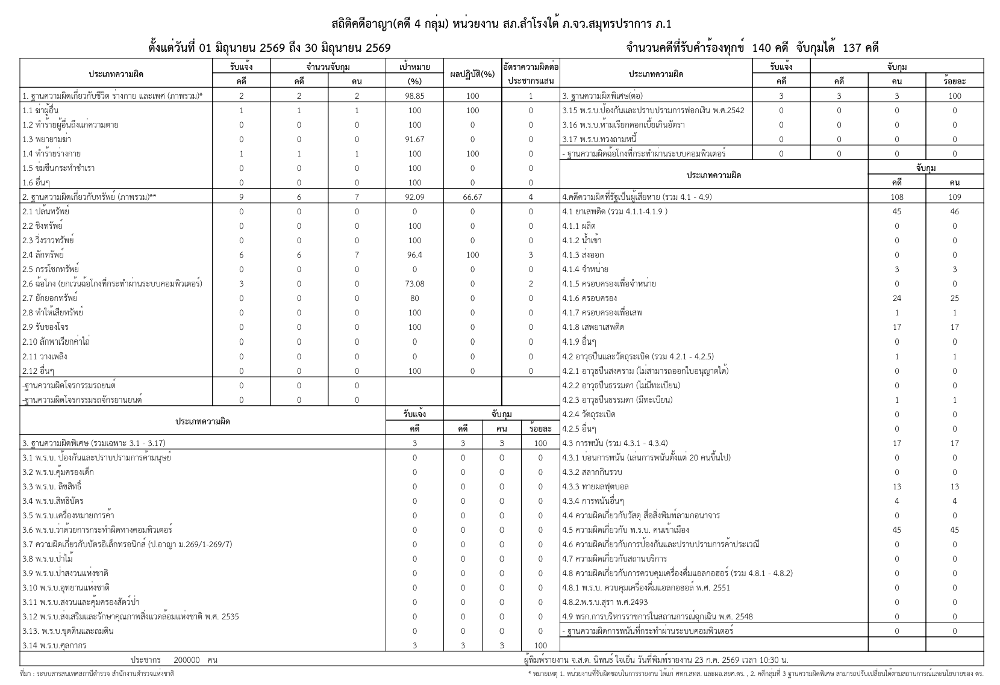 สถิติคดีอาญา(คดี 4 กลุ่ม) หน่วยงาน สภ.สำโรงใต้ ภ.จว.สมุทรปราการ ภ.1
ตั้งแต่วันที่ 01 มิถุนายน 2569 ถึง 30 มิถุนายน 2569
จำนวนคดีที่รับคำร้องทุกข์ 140 คดี จับกุมได้ 137 คดี
ประเภทความผิด รับแจ้ง จำนวนจับกุม เป้าหมาย ผลปฏิบัติ(%) อัตราความผิดต่อ
คดี คดี คน (%) ประชากรแสน
1. ฐานความผิดเกี่ยวกับชีวิต ร่างกาย และเพศ (ภาพรวม)* 2 2 2 98.85 100 1
1.1 ฆ่าผู้อื่น 1 1 1 100 100 0
1.2 ทำร้ายผู้อื่นถึงแก่ความตาย 0 0 0 100 0 0
1.3 พยายามฆ่า 0 0 0 91.67 0 0
1.4 ทำร้ายร่างกาย 1 1 1 100 100 0
1.5 ข่มขืนกระทำชำเรา 0 0 0 100 0 0
1.6 อื่นๆ 0 0 0 100 0 0
2. ฐานความผิดเกี่ยวกับทรัพย์ (ภาพรวม)** 9 6 7 92.09 66.67 4
2.1 ปล้นทรัพย์ 0 0 0 0 0 0
2.2 ชิงทรัพย์ 0 0 0 100 0 0
2.3 วิ่งราวทรัพย์ 0 0 0 100 0 0
2.4 ลักทรัพย์ 6 6 7 96.4 100 3
2.5 กรรโชกทรัพย์ 0 0 0 0 0 0
2.6 ฉ้อโกง (ยกเว้นฉ้อโกงที่กระทำผ่านระบบคอมพิวเตอร์) 3 0 0 73.08 0 2
2.7 ยักยอกทรัพย์ 0 0 0 80 0 0
2.8 ทำให้เสียทรัพย์ 0 0 0 100 0 0
2.9 รับของโจร 0 0 0 100 0 0
2.10 ลักพาเรียกค่าไถ่ 0 0 0 0 0 0
2.11 วางเพลิง 0 0 0 0 0 0
2.12 อื่นๆ 0 0 0 100 0 0
-ฐานความผิดโจรกรรมรถยนต์ 0 0 0
-ฐานความผิดโจรกรรมรถจักรยานยนต์ 0 0 0
ประเภทความผิด รับแจ้ง จับกุม
คดี คดี คน ร้อยละ
3. ฐานความผิดพิเศษ (รวมเฉพาะ 3.1 - 3.17) 3 3 3 100
3.1 พ.ร.บ. ป้องกันและปราบปรามการค้ามนุษย์ 0 0 0 0
3.2 พ.ร.บ.คุ้มครองเด็ก 0 0 0 0
3.3 พ.ร.บ. ลิขสิทธิ์ 0 0 0 0
3.4 พ.ร.บ.สิทธิบัตร 0 0 0 0
3.5 พ.ร.บ.เครื่องหมายการค้า 0 0 0 0
3.6 พ.ร.บ.ว่าด้วยการกระทำผิดทางคอมพิวเตอร์ 0 0 0 0
3.7 ความผิดเกี่ยวกับบัตรอิเล็กทรอนิกส์ (ป.อาญา ม.269/1-269/7) 0 0 0 0
3.8 พ.ร.บ.ป่าไม้ 0 0 0 0
3.9 พ.ร.บ.ป่าสงวนแห่งชาติ 0 0 0 0
3.10 พ.ร.บ.อุทยานแห่งชาติ 0 0 0 0
3.11 พ.ร.บ.สงวนและคุ้มครองสัตว์ป่า 0 0 0 0
3.12 พ.ร.บ.ส่งเสริมและรักษาคุณภาพสิ่งแวดล้อมแห่งชาติ พ.ศ. 2535 0 0 0 0
3.13. พ.ร.บ.ขุดดินและถมดิน 0 0 0 0
3.14 พ.ร.บ.ศุลกากร 3 3 3 100
ประเภทความผิด รับแจ้ง จับกุม
คดี คดี คน ร้อยละ
3. ฐานความผิดพิเศษ(ต่อ) 3 3 3 100
3.15 พ.ร.บ.ป้องกันและปราบปรามการฟอกเงิน พ.ศ.2542 0 0 0 0
3.16 พ.ร.บ.ห้ามเรียกดอกเบี้ยเกินอัตรา 0 0 0 0
3.17 พ.ร.บ.ทวงถามหนี้ 0 0 0 0
- ฐานความผิดฉ้อโกงที่กระทำผ่านระบบคอมพิวเตอร์ 0 0 0 0
ประเภทความผิด จับกุม
คดี คน
4.คดีความผิดที่รัฐเป็นผู้เสียหาย (รวม 4.1 - 4.9) 108 109
4.1 ยาเสพติด (รวม 4.1.1-4.1.9 ) 45 46
4.1.1 ผลิต 0 0
4.1.2 นำเข้า 0 0
4.1.3 ส่งออก 0 0
4.1.4 จำหน่าย 3 3
4.1.5 ครอบครองเพื่อจำหน่าย 0 0
4.1.6 ครอบครอง 24 25
4.1.7 ครอบครองเพื่อเสพ 1 1
4.1.8 เสพยาเสพติด 17 17
4.1.9 อื่นๆ 0 0
4.2 อาวุธปืนและวัตถุระเบิด (รวม 4.2.1 - 4.2.5) 1 1
4.2.1 อาวุธปืนสงคราม (ไม่สามารถออกใบอนุญาตได้) 0 0
4.2.2 อาวุธปืนธรรมดา (ไม่มีทะเบียน) 0 0
4.2.3 อาวุธปืนธรรมดา (มีทะเบียน) 1 1
4.2.4 วัตถุระเบิด 0 0
4.2.5 อื่นๆ 0 0
4.3 การพนัน (รวม 4.3.1 - 4.3.4) 17 17
4.3.1 บ่อนการพนัน (เล่นการพนันตั้งแต่ 20 คนขึ้นไป) 0 0
4.3.2 สลากกินรวบ 0 0
4.3.3 ทายผลฟุตบอล 13 13
4.3.4 การพนันอื่นๆ 4 4
4.4 ความผิดเกี่ยวกับวัสดุ สื่อสิ่งพิมพ์ลามกอนาจาร 0 0
4.5 ความผิดเกี่ยวกับ พ.ร.บ. คนเข้าเมือง 45 45
4.6 ความผิดเกี่ยวกับการป้องกันและปราบปรามการค้าประเวณี 0 0
4.7 ความผิดเกี่ยวกับสถานบริการ 0 0
4.8 ความผิดเกี่ยวกับการควบคุมเครื่องดื่มแอลกอฮอร์ (รวม 4.8.1 - 4.8.2) 0 0
4.8.1 พ.ร.บ. ควบคุมเครื่องดื่มแอลกอฮอล์ พ.ศ. 2551 0 0
4.8.2.พ.ร.บ.สุรา พ.ศ.2493 0 0
4.9 พรก.การบริหารราชการในสถานการณ์ฉุกเฉิน พ.ศ. 2548 0 0
- ฐานความผิดการพนันที่กระทำผ่านระบบคอมพิวเตอร์ 0 0
ประชากร 200000 คน
ผู้พิมพ์รายงาน จ.ส.ต. นิพนธ์ ใจเย็น วันที่พิมพ์รายงาน 23 ก.ค. 2569 เวลา 10:30 น.
ที่มา : ระบบสารสนเทศสถานีตำรวจ สำนักงานตำรวจแห่งชาติ
* หมายเหตุ 1. หน่วยงานที่รับผิดชอบในการรายงาน ได้แก่ ศทก.สทส. และผอ.สยศ.ตร. , 2. คดีกลุ่มที่ 3 ฐานความผิดพิเศษ สามารถปรับเปลี่ยนได้ตามสถานการณ์และนโยบายของ ตร.